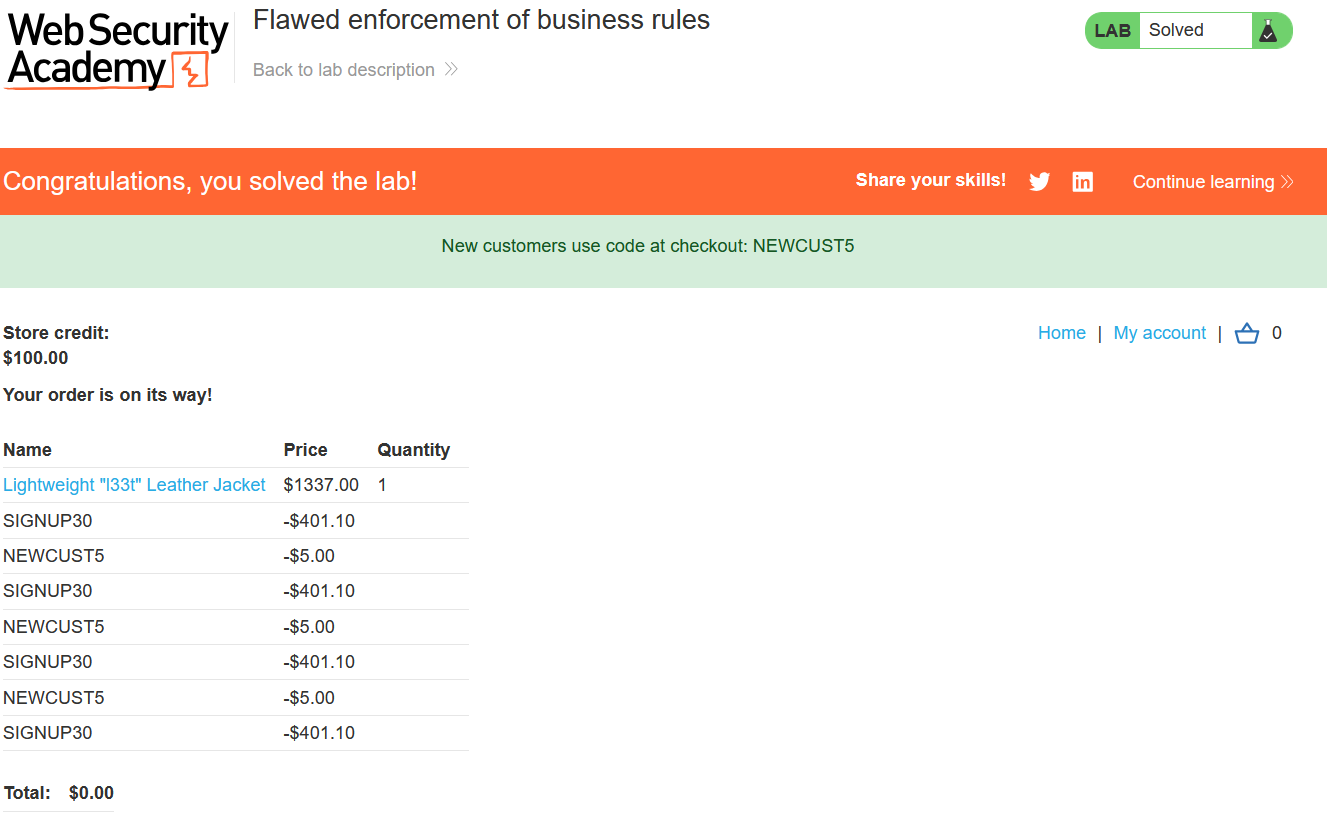 Web Security
Academy
Flawed enforcement of business rules
Back to lab description
LAB Solved
Congratulations, you solved the lab!
Share your skills!
Continue learning
New customers use code at checkout: NEWCUST5
Store credit:
$100.00
Home | My account | 0
Your order is on its way!
Name Price Quantity
Lightweight "l33t" Leather Jacket $1337.00 1
SIGNUP30 -$401.10
NEWCUST5 -$5.00
SIGNUP30 -$401.10
NEWCUST5 -$5.00
SIGNUP30 -$401.10
NEWCUST5 -$5.00
SIGNUP30 -$401.10
Total: $0.00